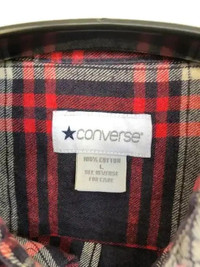 converse®
100% COTTON
L
SEE REVERSE
FOR CARE